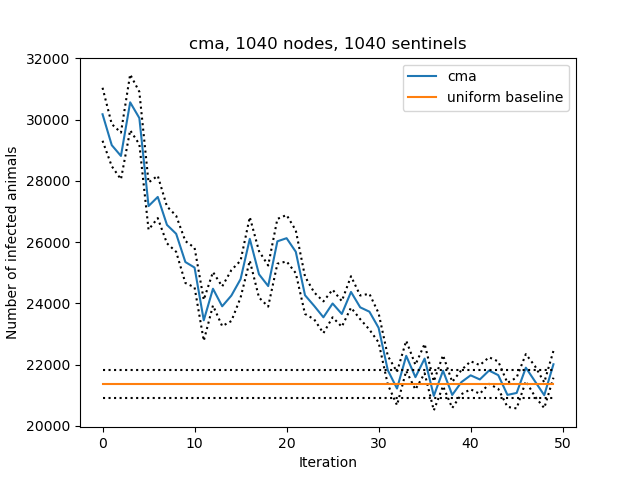 cma, 1040 nodes, 1040 sentinels
cma
uniform baseline
Number of infected animals
32000
30000
28000
26000
24000
22000
20000
0 10 20 30 40 50
Iteration